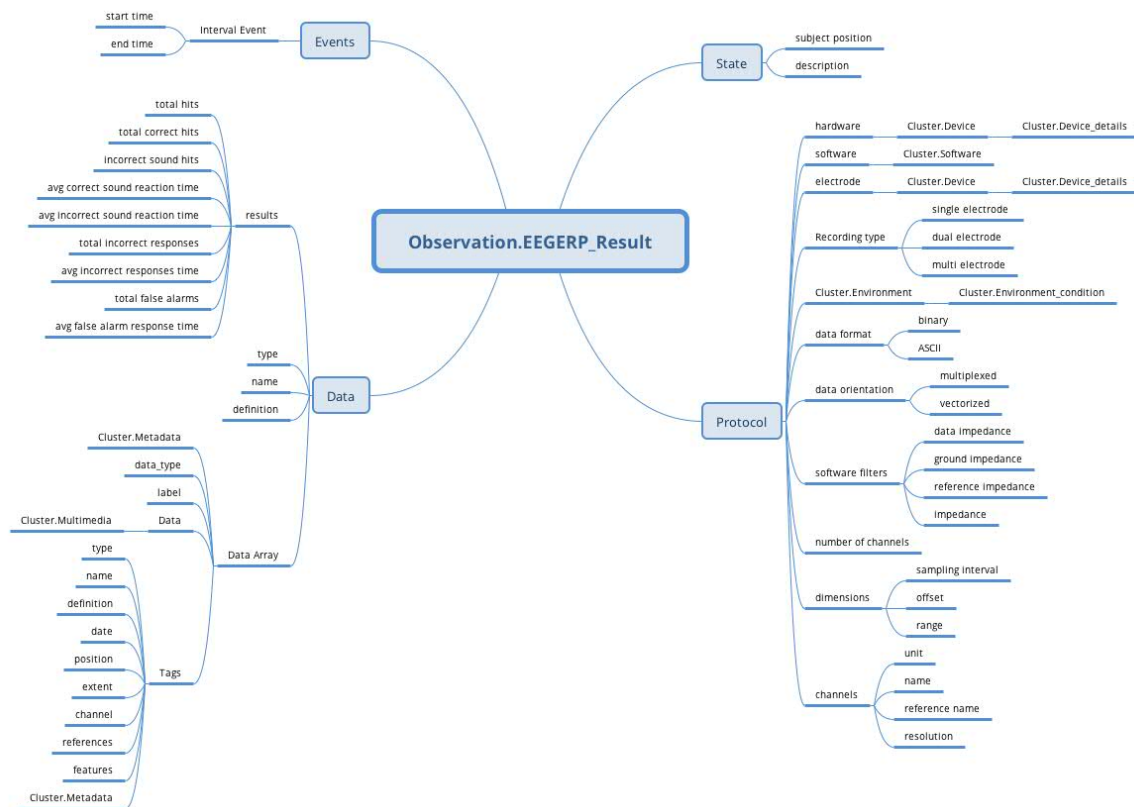 Observation.EEGERP_Result
Events
Interval Event
start time
end time
Data
results
total hits
total correct hits
incorrect sound hits
avg correct sound reaction time
avg incorrect sound reaction time
total incorrect responses
avg incorrect responses time
total false alarms
avg false alarm response time
type
name
definition
Data Array
Cluster.Metadata
data_type
label
Data
Cluster.Multimedia
Tags
type
name
definition
date
position
extent
channel
references
features
Cluster.Metadata
State
subject position
description
Protocol
hardware
Cluster.Device
Cluster.Device_details
software
Cluster.Software
electrode
Cluster.Device
Cluster.Device_details
Recording type
single electrode
dual electrode
multi electrode
Cluster.Environment
Cluster.Environment_condition
data format
binary
ASCII
data orientation
multiplexed
vectorized
software filters
data impedance
ground impedance
reference impedance
impedance
number of channels
dimensions
sampling interval
offset
range
channels
unit
name
reference name
resolution